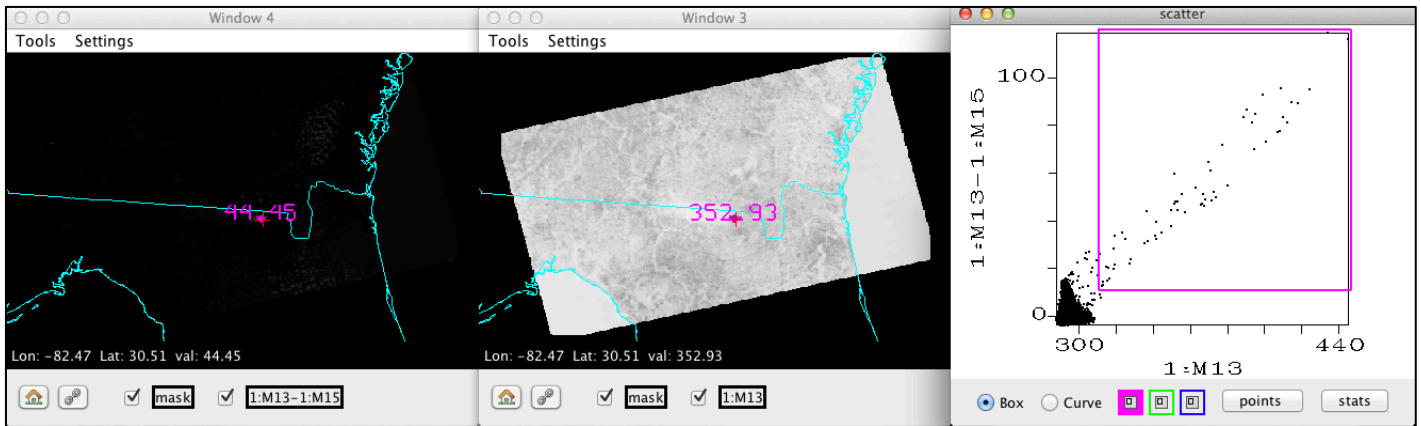 Window 4
Tools Settings
44.45
Lon: -82.47 Lat: 30.51 val: 44.45
mask 1:M13-1:M15
Window 3
Tools Settings
352.93
Lon: -82.47 Lat: 30.51 val: 352.93
mask 1:M13
scatter
1:M13-1:M15
100
0
300 440
1:M13
Box Curve points stats